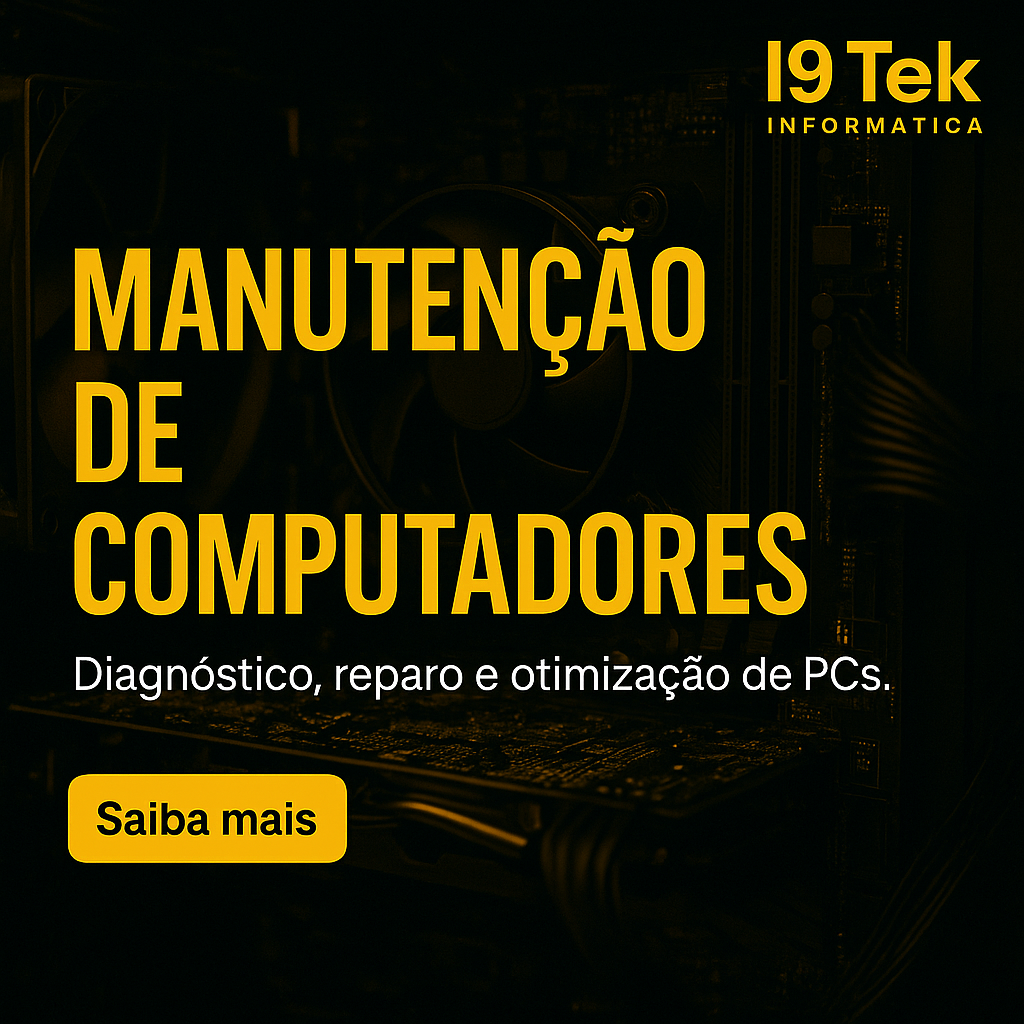 I9 Tek
INFORMATICA
MANUTENÇÃO
DE
COMPUTADORES
Diagnóstico, reparo e otimização de PCs.
Saiba mais